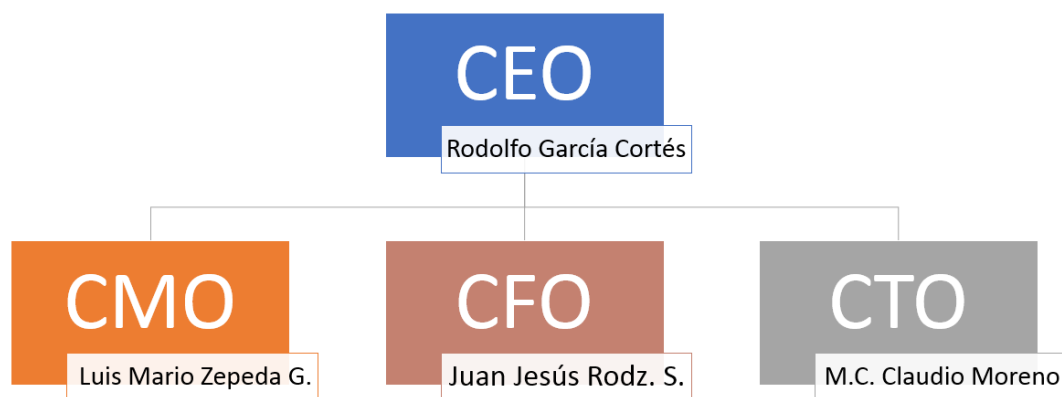 CEO
Rodolfo García Cortés
CMO
Luis Mario Zepeda G.
CFO
Juan Jesús Rodz. S.
CTO
M.C. Claudio Moreno